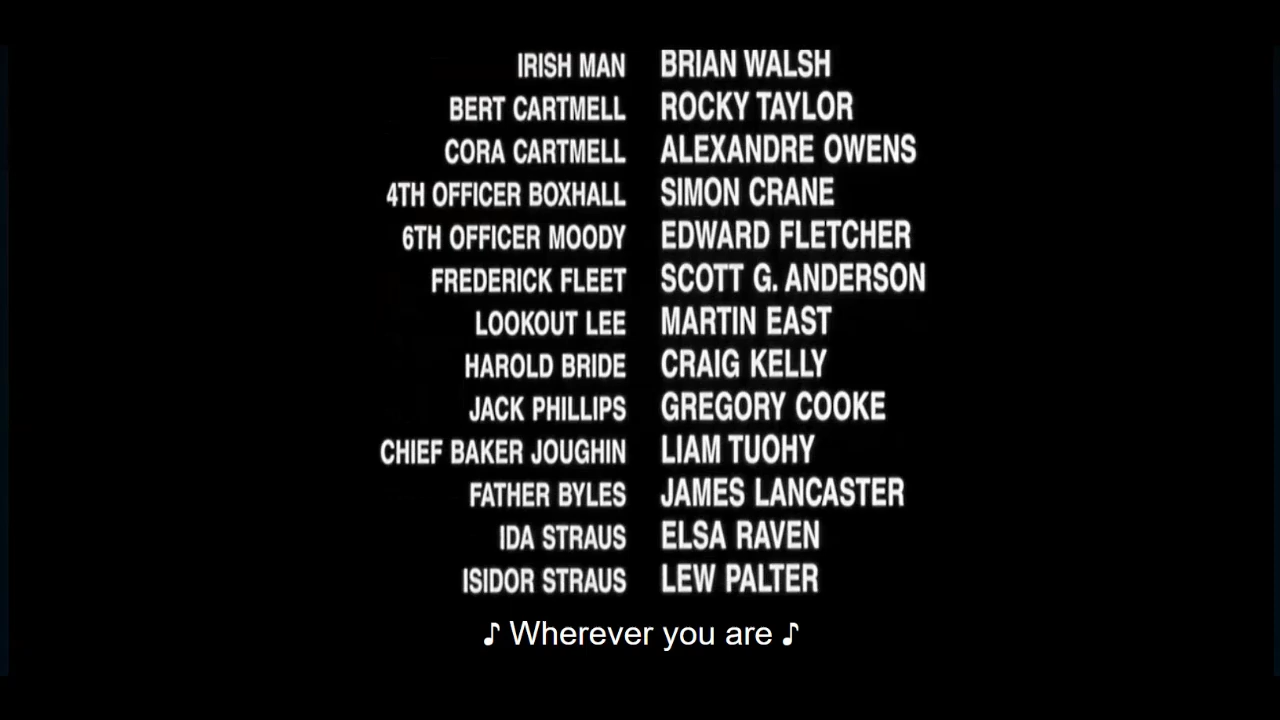 IRISH MAN BRIAN WALSH
BERT CARTMELL ROCKY TAYLOR
CORA CARTMELL ALEXANDRE OWENS
4TH OFFICER BOXHALL SIMON CRANE
6TH OFFICER MOODY EDWARD FLETCHER
FREDERICK FLEET SCOTT G. ANDERSON
LOOKOUT LEE MARTIN EAST
HAROLD BRIDE CRAIG KELLY
JACK PHILLIPS GREGORY COOKE
CHIEF BAKER JOUGHIN LIAM TUOHY
FATHER BYLES JAMES LANCASTER
IDA STRAUS ELSA RAVEN
ISIDOR STRAUS LEW PALTER
♪ Wherever you are ♪